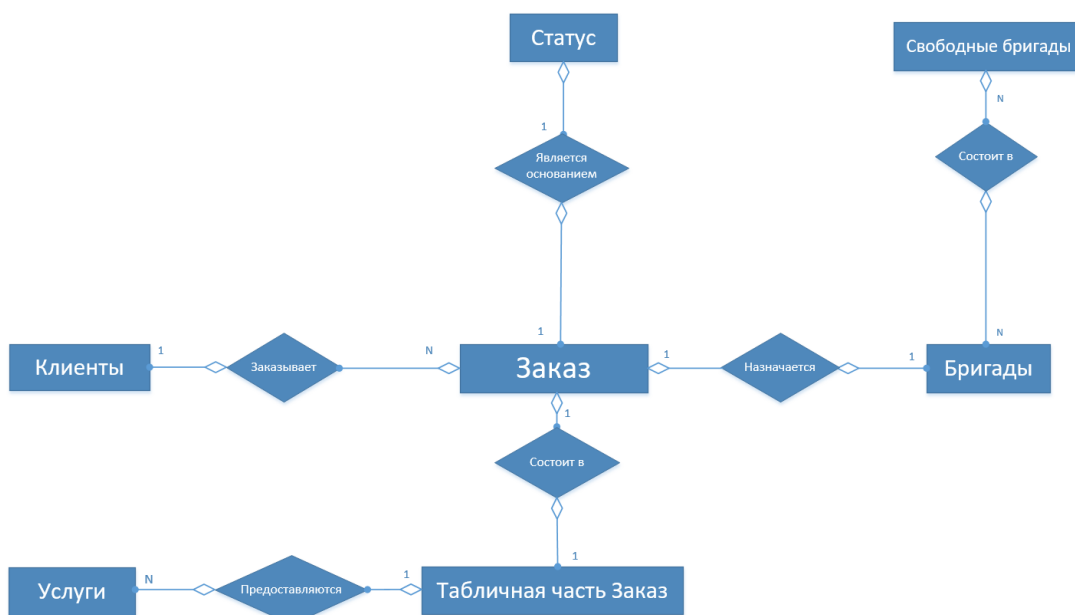 Статус
Свободные бригады
N
1
Является
основанием
Состоит в
1
N
Клиенты
1
Заказывает
N
Заказ
1
Назначается
1
Бригады
1
Состоит в
1
Услуги
N
Предоставляются
1
Табличная часть Заказ